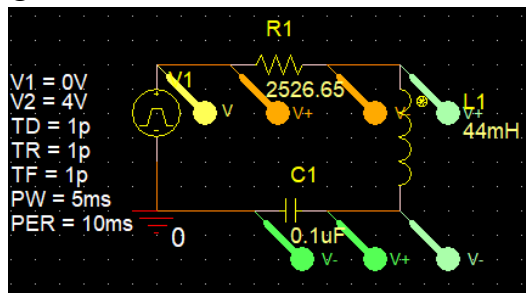 R1
V1
2526.65
V1 = 0V
V2 = 4V
TD = 1p
TR = 1p
TF = 1p
PW = 5ms
PER = 10ms
V
V+
V-
L1
V+
44mH
C1
0.1uF
0
V-
V+
V-